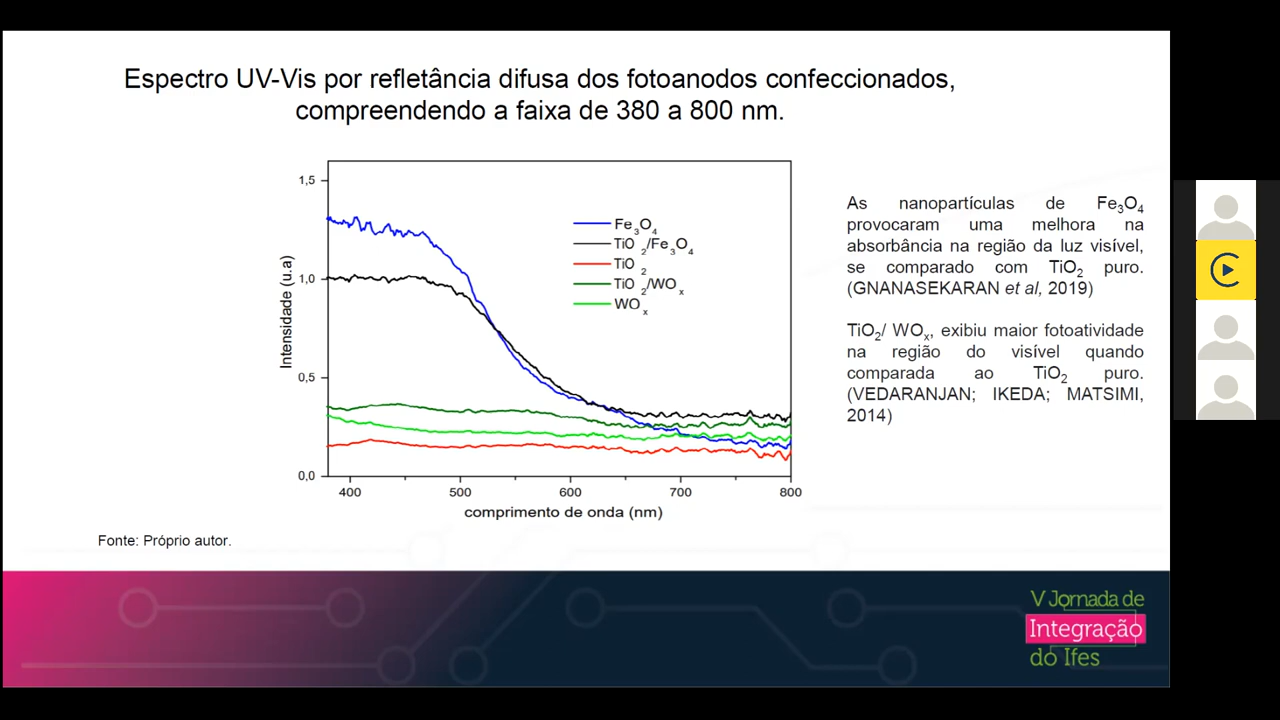 Espectro UV-Vis por refletância difusa dos fotoanodos confeccionados,
compreendendo a faixa de 380 a 800 nm.
1,5
1,0
0,5
0,0
Intensidade (u.a)
400
500
600
700
800
comprimento de onda (nm)
Fe3O4
TiO2/Fe3O4
TiO2
TiO2/WOx
WOx
As nanopartículas de Fe3O4
provocaram uma melhora na
absorbância na região da luz visível,
se comparado com TiO2 puro.
(GNANASEKARAN et al, 2019)
TiO2/ WOx, exibiu maior fotoatividade
na região do visível quando
comparada ao TiO2 puro.
(VEDARANJAN; IKEDA; MATSIMI,
2014)
Fonte: Próprio autor.
V Jornada de
Integração
do Ifes